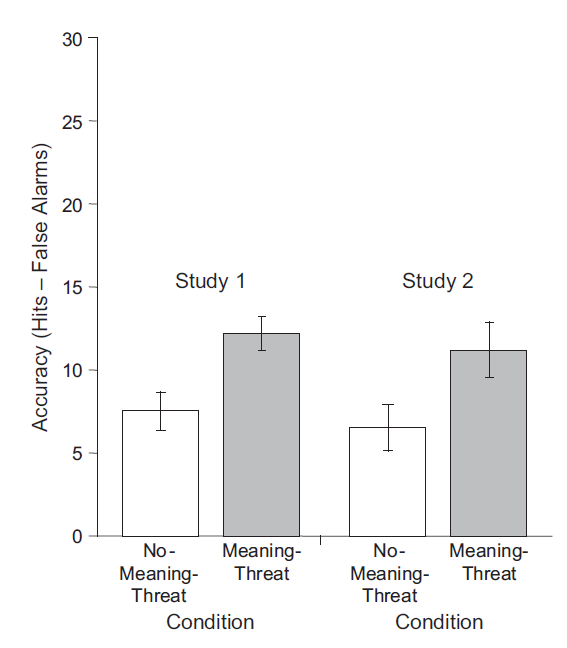 Accuracy (Hits – False Alarms)
30
25
20
15
10
5
0
Study 1
Study 2
No-
Meaning-
Threat
Meaning-
Threat
No-
Meaning-
Threat
Meaning-
Threat
Condition
Condition